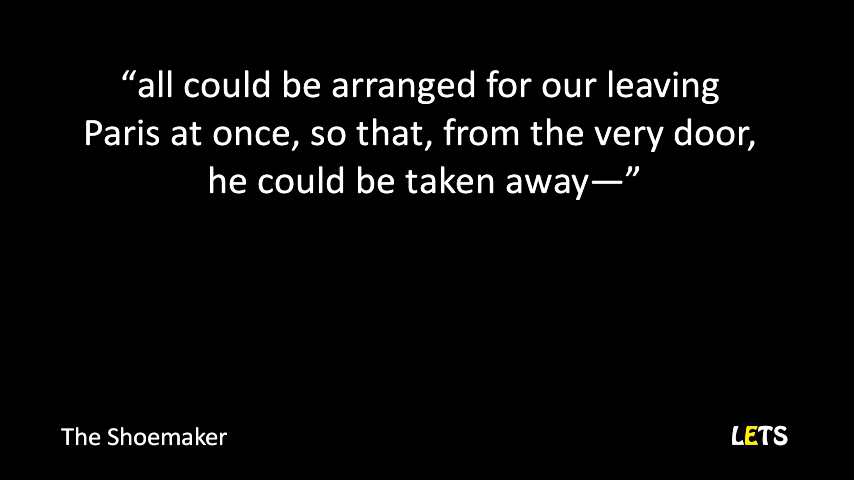 “all could be arranged for our leaving
Paris at once, so that, from the very door,
he could be taken away—”
The Shoemaker
LETS